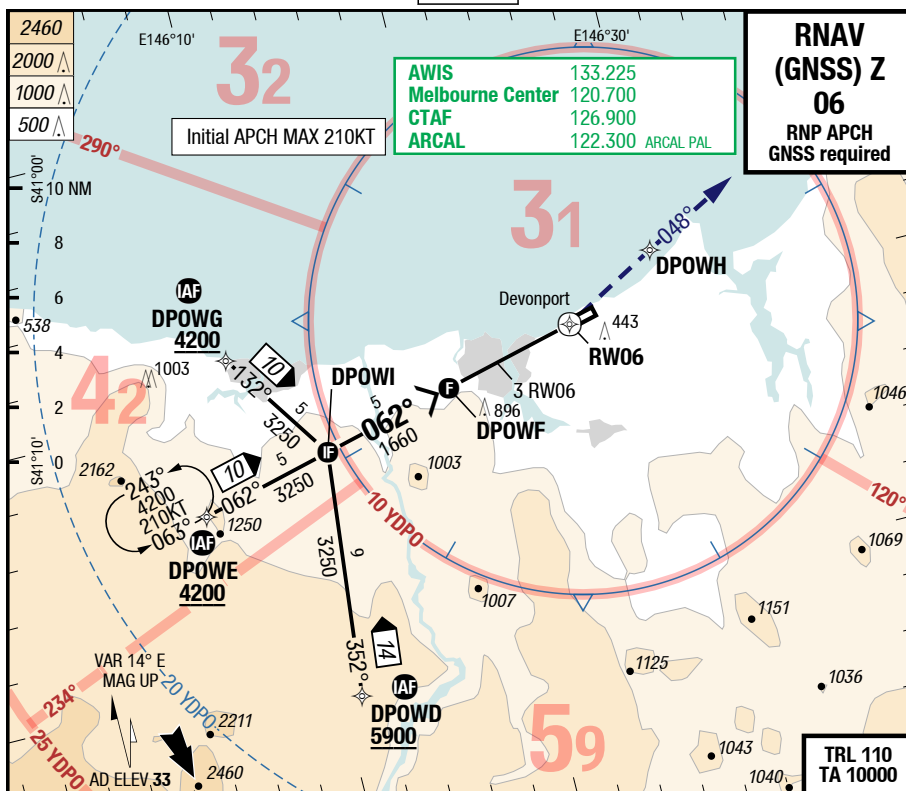 2460
2000
1000
500
E146°10'
E146°30'
32
Initial APCH MAX 210KT
AWIS 133.225
Melbourne Center 120.700
CTAF 126.900
ARCAL 122.300 ARCAL PAL
RNAV
(GNSS) Z
06
RNP APCH
GNSS required
290°
S41°00'
10 NM
8
6
4
2
0
S41°10'
31
048°
DPOWH
Devonport
443
RW06
3 RW06
IAF
DPOWG
4200
538
1003
42
132°
10
5
3250
DPOWI
IF
062°
5
1660
F
896
DPOWF
1046
2162
243°
4200
210KT
063°
10
062°
5
3250
1250
IAF
DPOWE
4200
1003
10 YDPO
120°
1069
9
3250
1007
1151
352°
14
IAF
DPOWD
5900
1125
1036
VAR 14° E
MAG UP
234°
20 YDPO
25 YDPO
2211
2460
AD ELEV 33
59
1043
1040
TRL 110
TA 10000